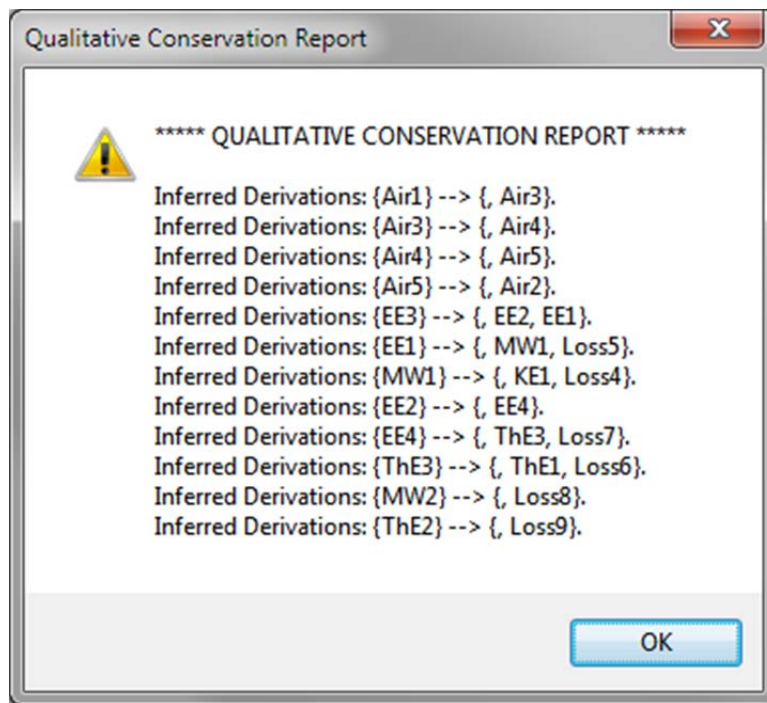 Qualitative Conservation Report
***** QUALITATIVE CONSERVATION REPORT *****
Inferred Derivations: {Air1} --> {, Air3}.
Inferred Derivations: {Air3} --> {, Air4}.
Inferred Derivations: {Air4} --> {, Air5}.
Inferred Derivations: {Air5} --> {, Air2}.
Inferred Derivations: {EE3} --> {, EE2, EE1}.
Inferred Derivations: {EE1} --> {, MW1, Loss5}.
Inferred Derivations: {MW1} --> {, KE1, Loss4}.
Inferred Derivations: {EE2} --> {, EE4}.
Inferred Derivations: {EE4} --> {, ThE3, Loss7}.
Inferred Derivations: {ThE3} --> {, ThE1, Loss6}.
Inferred Derivations: {MW2} --> {, Loss8}.
Inferred Derivations: {ThE2} --> {, Loss9}.
OK